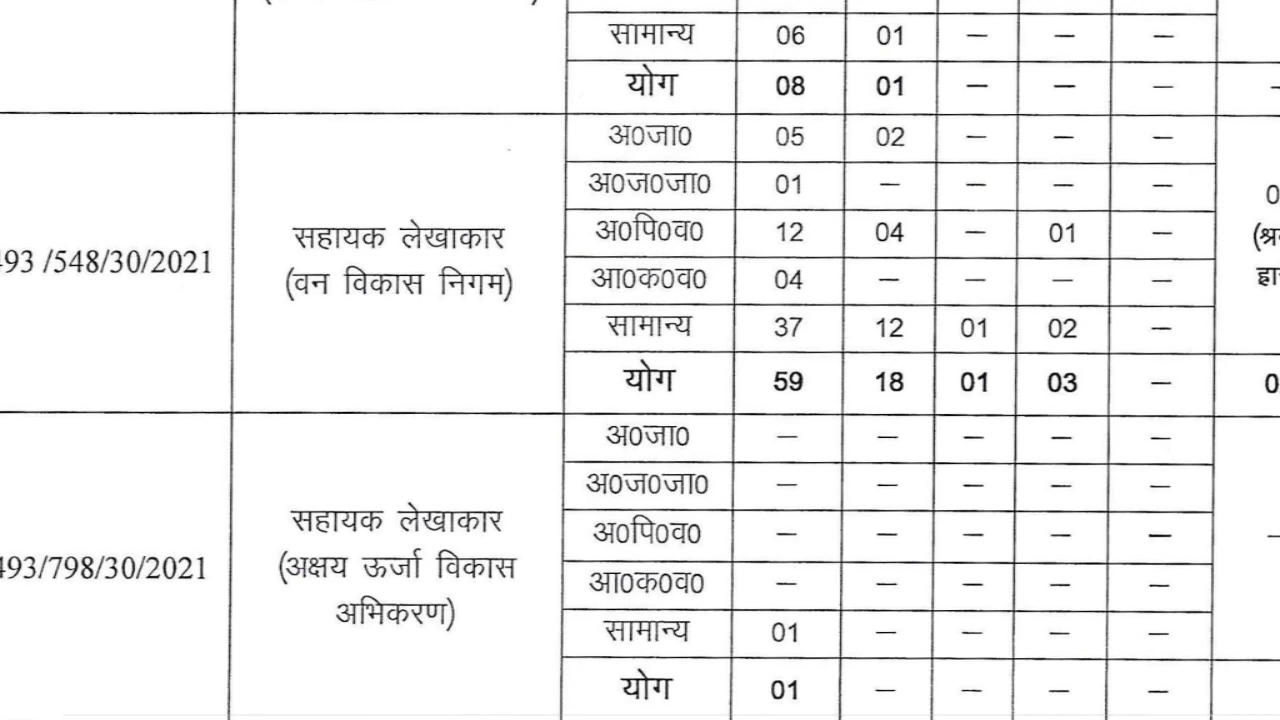 सामान्य 06 01 — — —
योग 08 01 — — — -
493 /548/30/2021
सहायक लेखाकार
(वन विकास निगम)
अ0जा0 05 02 — — —
अ0ज0जा0 01 — — — —
अ0पि0व0 12 04 — 01 —
आ0क0व0 04 — — — —
सामान्य 37 12 01 02 —
योग 59 18 01 03 — 0
493/798/30/2021
सहायक लेखाकार
(अक्षय ऊर्जा विकास
अभिकरण)
अ0जा0 — — — — —
अ0ज0जा0 — — — — —
अ0पि0व0 — — — — — -
आ0क0व0 — — — — —
सामान्य 01 — — — —
योग 01 — — — —